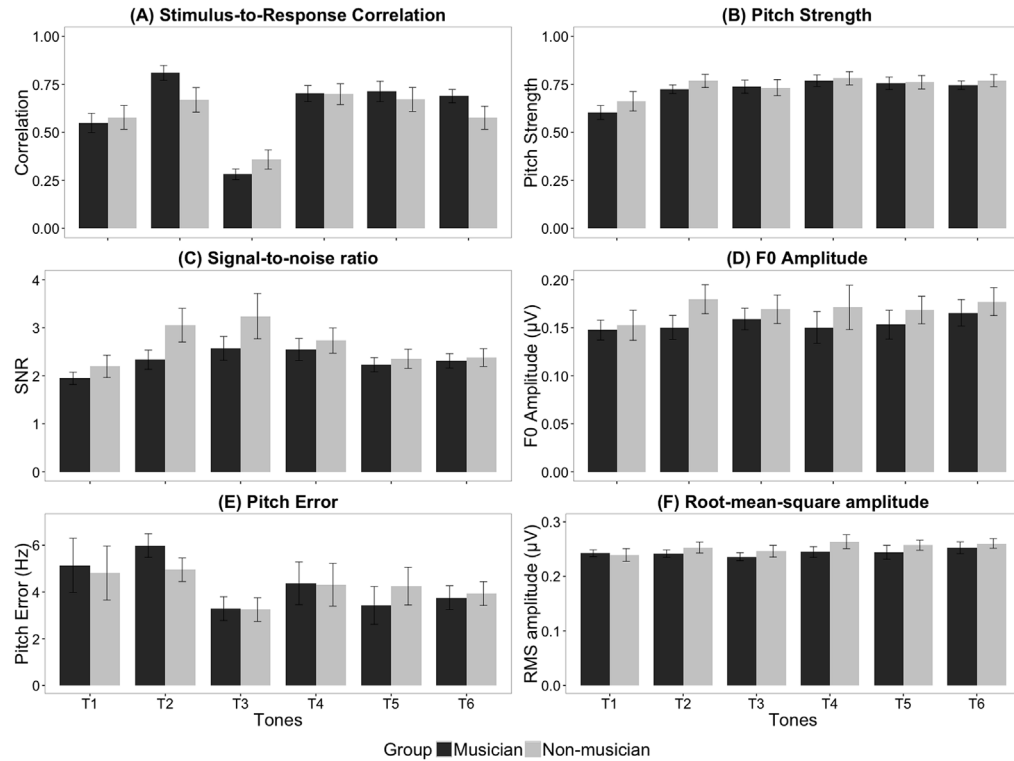 (A) Stimulus-to-Response Correlation
1.00
0.75
0.50
0.25
0.00
Correlation
(B) Pitch Strength
1.00
0.75
0.50
0.25
0.00
Pitch Strength
(C) Signal-to-noise ratio
4
3
2
1
0
SNR
(D) F0 Amplitude
0.20
0.15
0.10
0.05
0.00
F0 Amplitude (μV)
(E) Pitch Error
6
4
2
0
Pitch Error (Hz)
T1 T2 T3 T4 T5 T6
Tones
(F) Root-mean-square amplitude
0.3
0.2
0.1
0.0
RMS amplitude (μV)
T1 T2 T3 T4 T5 T6
Tones
Group Musician Non-musician